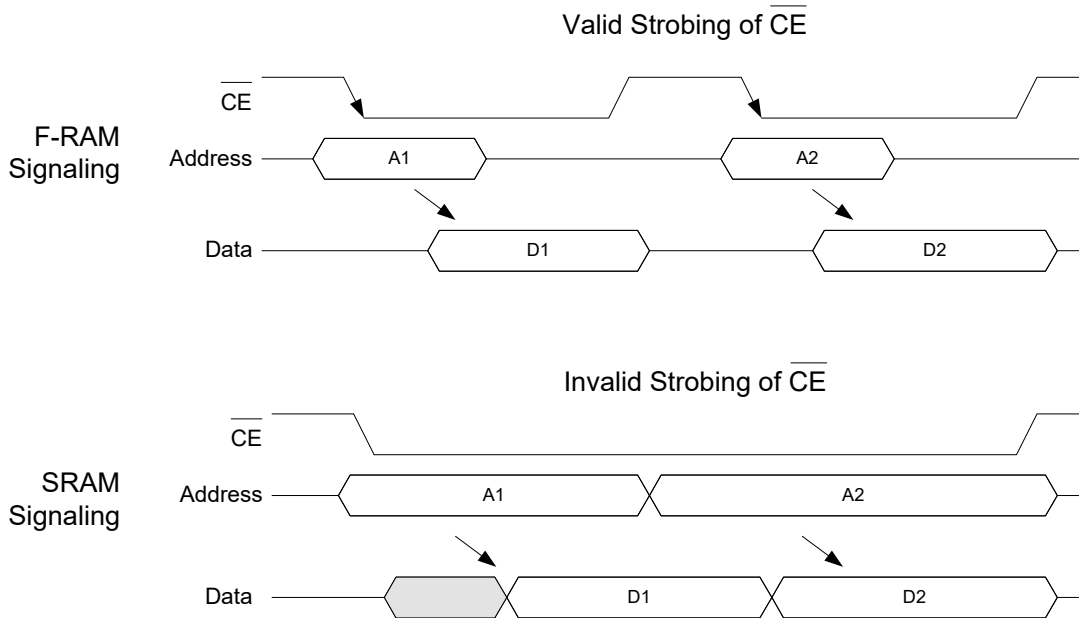 Valid Strobing of CE
CE
F-RAM
Signaling
Address
A1
A2
Data
D1
D2
Invalid Strobing of CE
CE
SRAM
Signaling
Address
A1
A2
Data
D1
D2